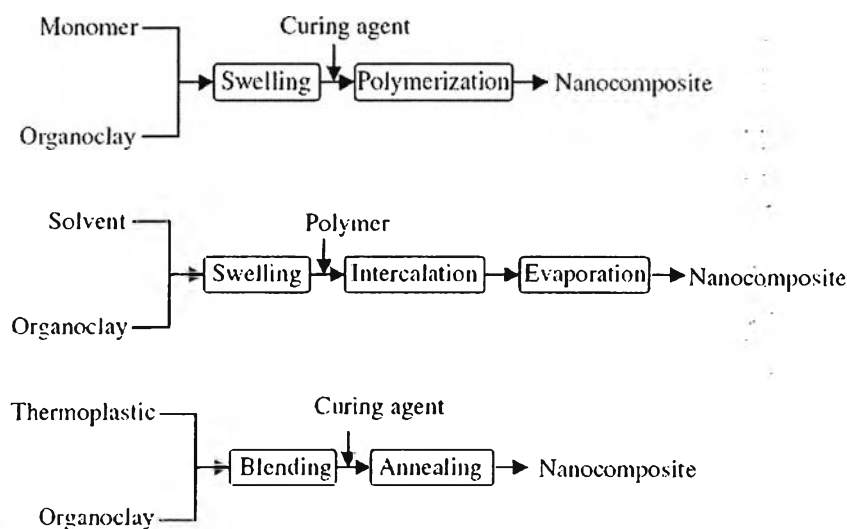 Monomer
Curing agent
Swelling
Polymerization
Nanocomposite
Organoclay
Solvent
Polymer
Swelling
Intercalation
Evaporation
Nanocomposite
Organoclay
Thermoplastic
Curing agent
Blending
Annealing
Nanocomposite
Organoclay